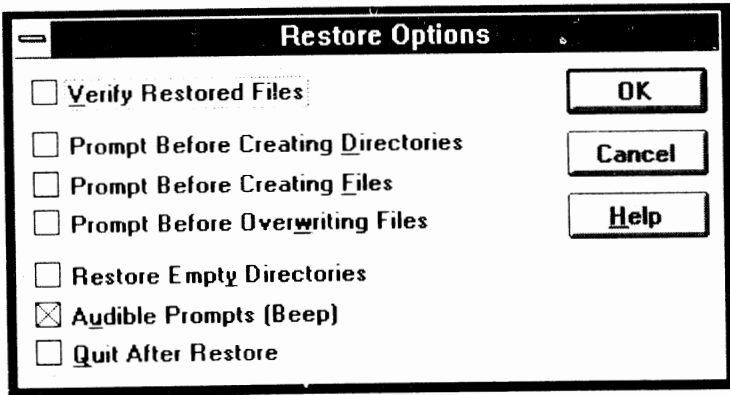 Restore Options
Verify Restored Files
OK
Prompt Before Creating Directories
Cancel
Prompt Before Creating Files
Prompt Before Overwriting Files
Help
Restore Empty Directories
Audible Prompts (Beep)
Quit After Restore